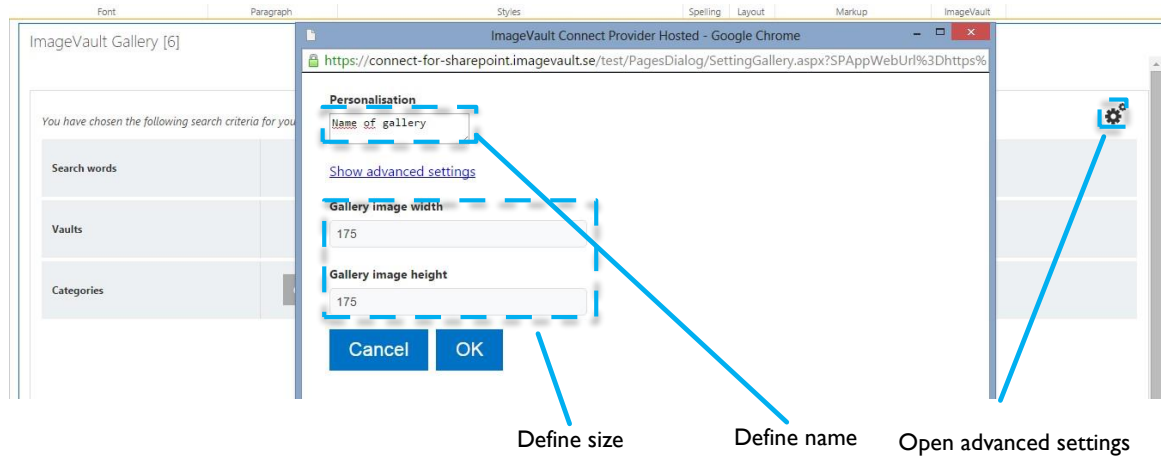 Font Paragraph Styles Spelling Layout Markup ImageVault
ImageVault Gallery [6]
ImageVault Connect Provider Hosted - Google Chrome
https://connect-for-sharepoint.imagevault.se/test/PagesDialog/SettingGallery.aspx?SPAppWebUrl%3Dhttps%
You have chosen the following search criteria for you
Search words
Vaults
Categories
Personalisation
Name of gallery
Show advanced settings
Gallery image width
175
Gallery image height
175
Cancel OK
Define size Define name Open advanced settings